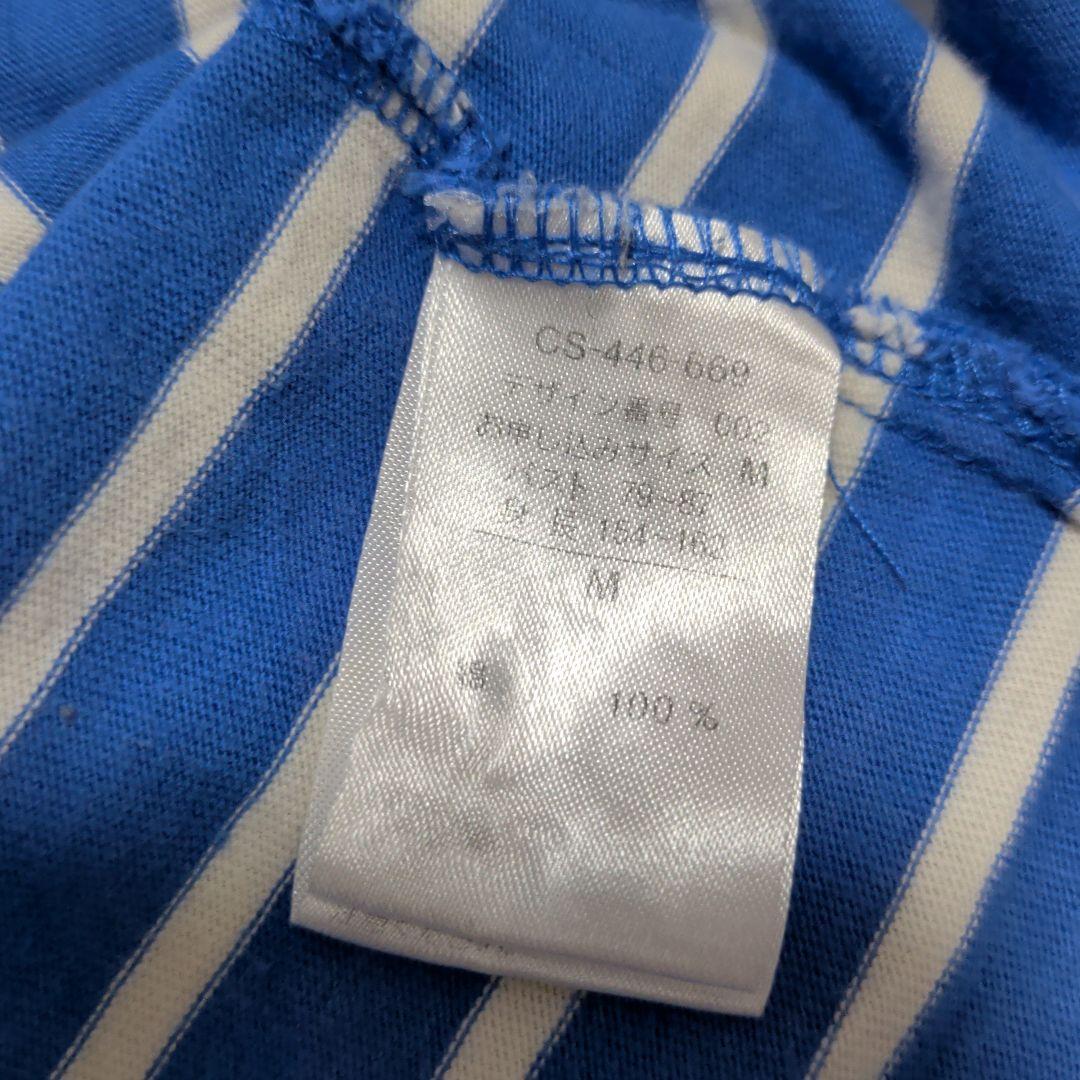 CS-446-669
デザイン番号 002
お申し込みサイズ M
バスト 79-87
身長 154-162
M
綿 100 %